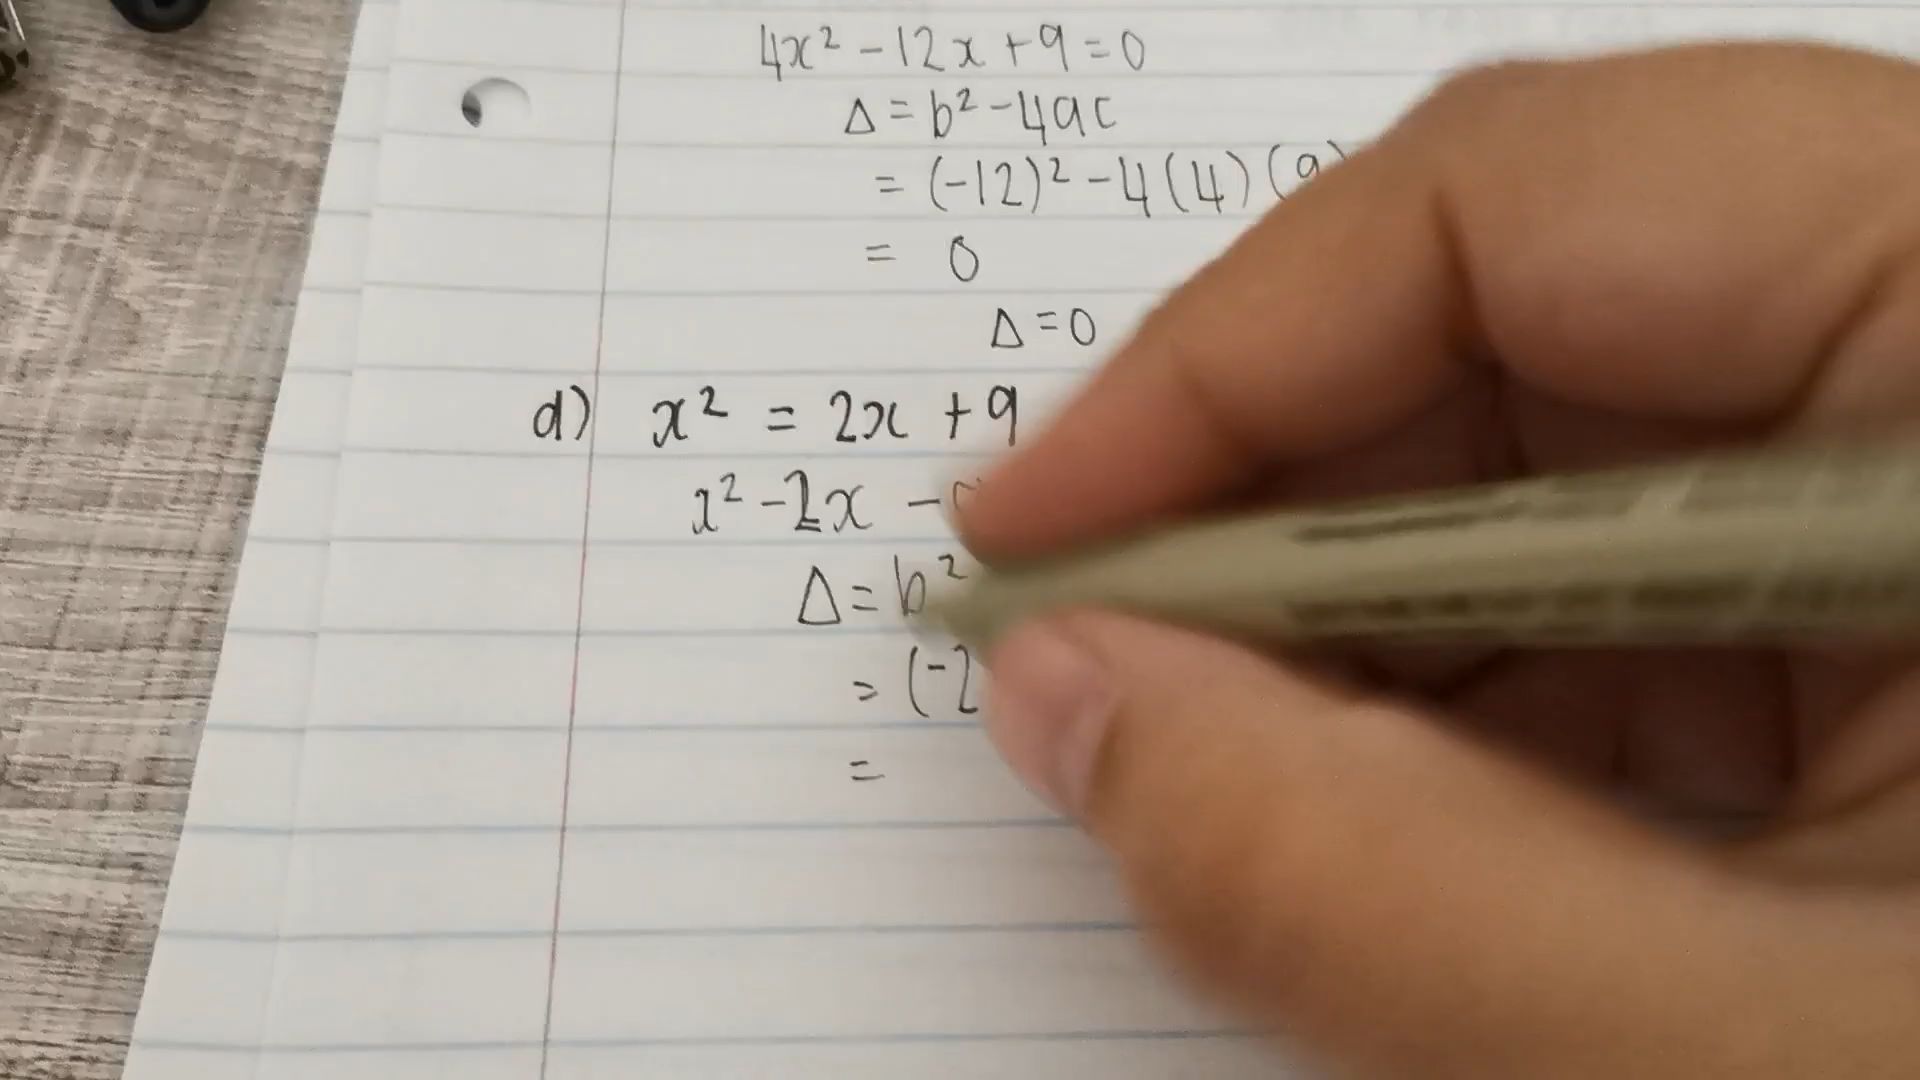 4x² - 12x + 9 = 0
Δ = b² - 4ac
= (-12)² - 4(4)(9)
= 0
Δ = 0
d) x² = 2x + 9
x² - 2x -
Δ = b²
= (-2
=